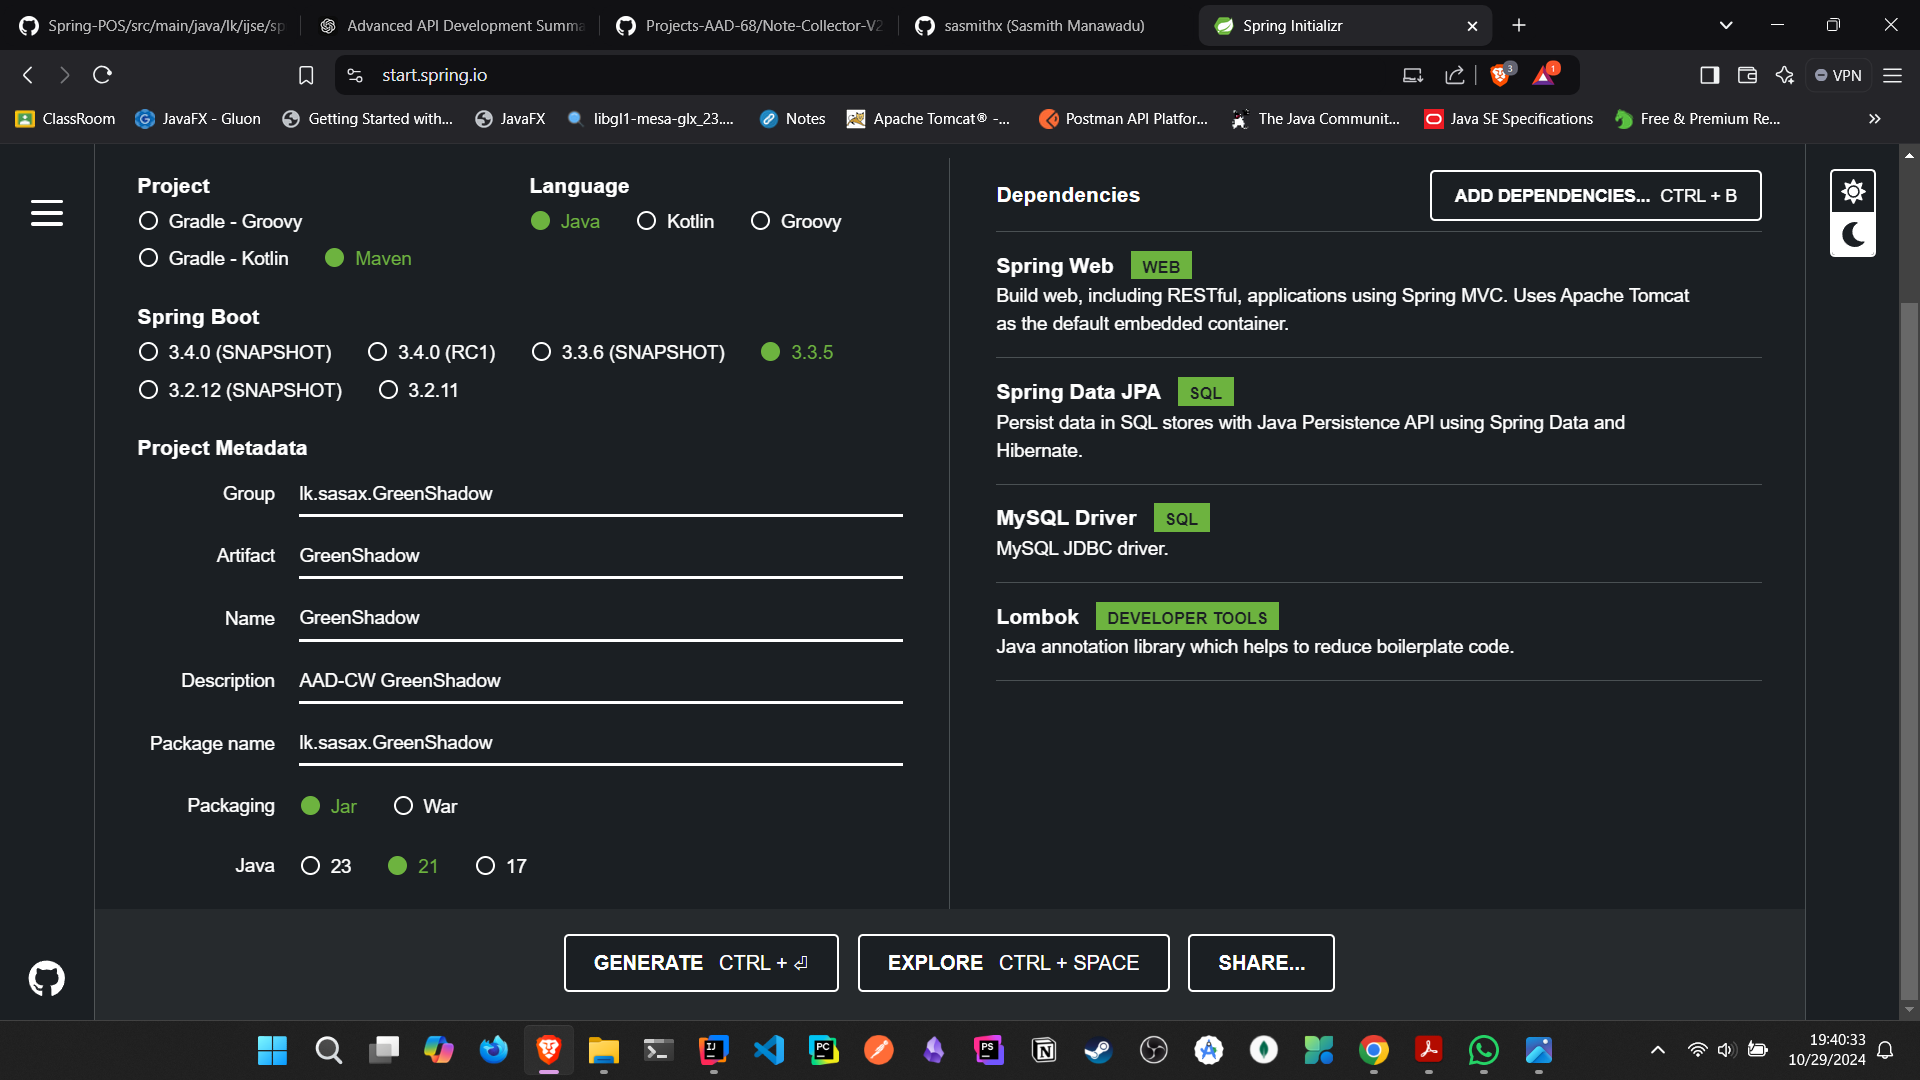 Spring-POS/src/main/java/lk/ijse/sp
Advanced API Development Summa
Projects-AAD-68/Note-Collector-V2
sasmithx (Sasmith Manawadu)
Spring Initializr
start.spring.io
3
1
VPN
ClassRoom
JavaFX - Gluon
Getting Started with...
JavaFX
libgl1-mesa-glx_23....
Notes
Apache Tomcat® -...
Postman API Platfor...
The Java Communit...
Java SE Specifications
Free & Premium Re...
Project
Gradle - Groovy
Gradle - Kotlin
Maven
Language
Java
Kotlin
Groovy
Spring Boot
3.4.0 (SNAPSHOT)
3.4.0 (RC1)
3.3.6 (SNAPSHOT)
3.3.5
3.2.12 (SNAPSHOT)
3.2.11
Project Metadata
Group
lk.sasax.GreenShadow
Artifact
GreenShadow
Name
GreenShadow
Description
AAD-CW GreenShadow
Package name
lk.sasax.GreenShadow
Packaging
Jar
War
Java
23
21
17
Dependencies
ADD DEPENDENCIES... CTRL + B
Spring Web WEB
Build web, including RESTful, applications using Spring MVC. Uses Apache Tomcat
as the default embedded container.
Spring Data JPA SQL
Persist data in SQL stores with Java Persistence API using Spring Data and
Hibernate.
MySQL Driver SQL
MySQL JDBC driver.
Lombok DEVELOPER TOOLS
Java annotation library which helps to reduce boilerplate code.
GENERATE CTRL + ⏎
EXPLORE CTRL + SPACE
SHARE...
IJ
PC
PS
19:40:33
10/29/2024